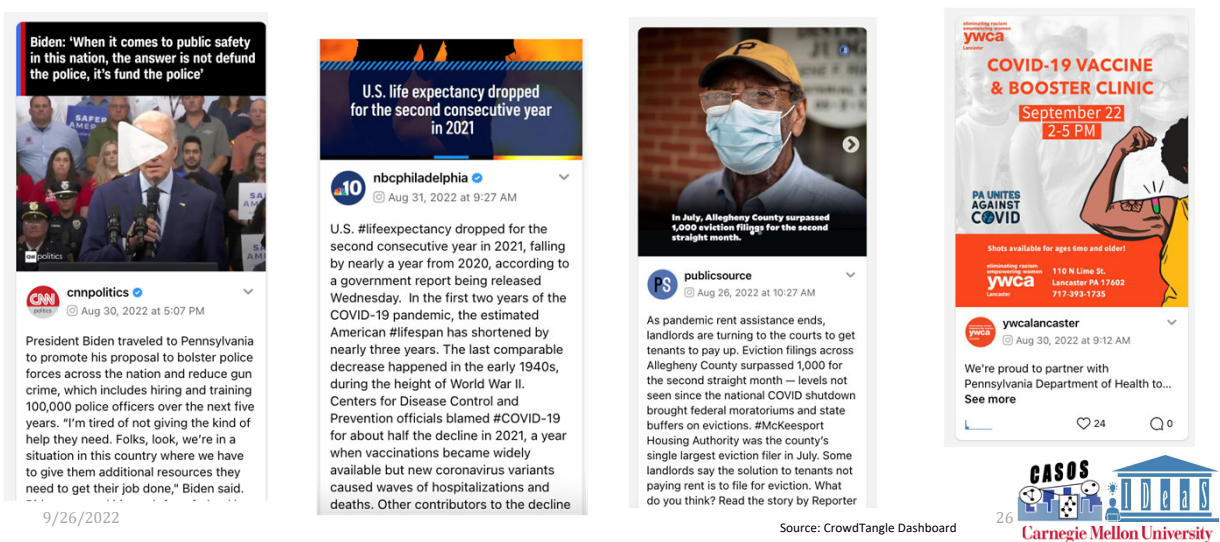 Biden: ‘When it comes to public safety
in this nation, the answer is not defund
the police, it’s fund the police’
SAFER
CNN politics
CNN
politics
cnnpolitics
Aug 30, 2022 at 5:07 PM
President Biden traveled to Pennsylvania
to promote his proposal to bolster police
forces across the nation and reduce gun
crime, which includes hiring and training
100,000 police officers over the next five
years. “I’m tired of not giving the kind of
help they need. Folks, look, we’re in a
situation in this country where we have
to give them additional resources they
need to get their job done," Biden said.
U.S. life expectancy dropped
for the second consecutive year
in 2021
10
nbcphiladelphia
Aug 31, 2022 at 9:27 AM
U.S. #lifeexpectancy dropped for the
second consecutive year in 2021, falling
by nearly a year from 2020, according to
a government report being released
Wednesday. In the first two years of the
COVID-19 pandemic, the estimated
American #lifespan has shortened by
nearly three years. The last comparable
decrease happened in the early 1940s,
during the height of World War II.
Centers for Disease Control and
Prevention officials blamed #COVID-19
for about half the decline in 2021, a year
when vaccinations became widely
available but new coronavirus variants
caused waves of hospitalizations and
deaths. Other contributors to the decline
P
In July, Allegheny County surpassed
1,000 eviction filings for the second
straight month.
PS
publicsource
Aug 26, 2022 at 10:27 AM
As pandemic rent assistance ends,
landlords are turning to the courts to get
tenants to pay up. Eviction filings across
Allegheny County surpassed 1,000 for
the second straight month — levels not
seen since the national COVID shutdown
brought federal moratoriums and state
buffers on evictions. #McKeesport
Housing Authority was the county’s
single largest eviction filer in July. Some
landlords say the solution to tenants not
paying rent is to file for eviction. What
do you think? Read the story by Reporter
eliminating racism
empowering women
ywca
Lancaster
COVID-19 VACCINE
& BOOSTER CLINIC
September 22
2-5 PM
PA UNITES
AGAINST
COVID
Shots available for ages 6mo and older!
eliminating racism
empowering women
ywca
Lancaster
110 N Lime St.
Lancaster PA 17602
717-393-1735
ywcalancaster
Aug 30, 2022 at 9:12 AM
We're proud to partner with
Pennsylvania Department of Health to...
See more
24
0
9/26/2022
Source: CrowdTangle Dashboard
26
CASOS
IDeaS
Carnegie Mellon University